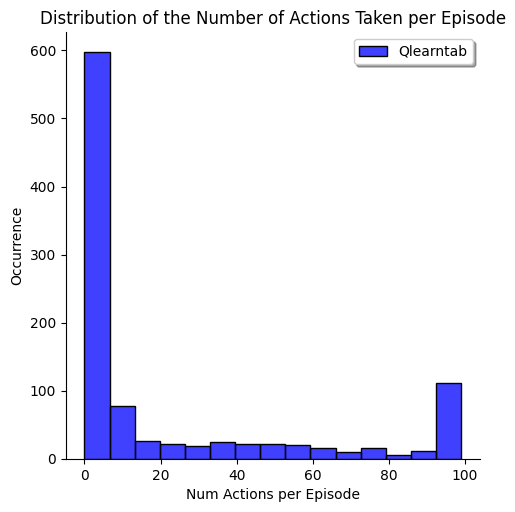 Distribution of the Number of Actions Taken per Episode
Qlearntab
600
500
400
300
200
100
0
Occurrence
0 20 40 60 80 100
Num Actions per Episode